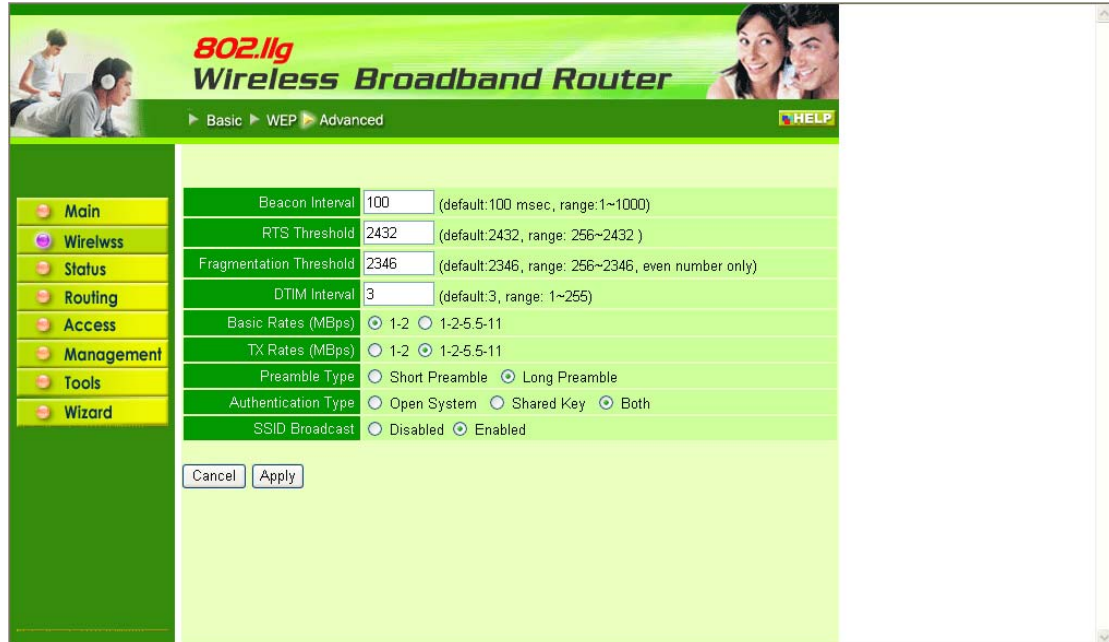 802.11g
Wireless Broadband Router
Basic WEP Advanced HELP
Main
Wirelwss
Status
Routing
Access
Management
Tools
Wizard
Beacon Interval 100 (default:100 msec, range:1~1000)
RTS Threshold 2432 (default:2432, range: 256~2432 )
Fragmentation Threshold 2346 (default:2346, range: 256~2346, even number only)
DTIM Interval 3 (default:3, range: 1~255)
Basic Rates (MBps) 1-2 1-2-5.5-11
TX Rates (MBps) 1-2 1-2-5.5-11
Preamble Type Short Preamble Long Preamble
Authentication Type Open System Shared Key Both
SSID Broadcast Disabled Enabled
Cancel Apply